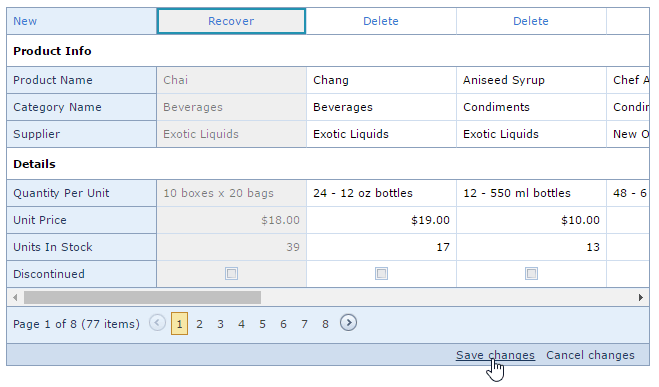 New Recover Delete Delete
Product Info
Product Name Chai Chang Aniseed Syrup Chef A
Category Name Beverages Beverages Condiments Condi
Supplier Exotic Liquids Exotic Liquids Exotic Liquids New O
Details
Quantity Per Unit 10 boxes x 20 bags 24 - 12 oz bottles 12 - 550 ml bottles 48 - 6
Unit Price $18.00 $19.00 $10.00
Units In Stock 39 17 13
Discontinued
Page 1 of 8 (77 items) 1 2 3 4 5 6 7 8
Save changes Cancel changes